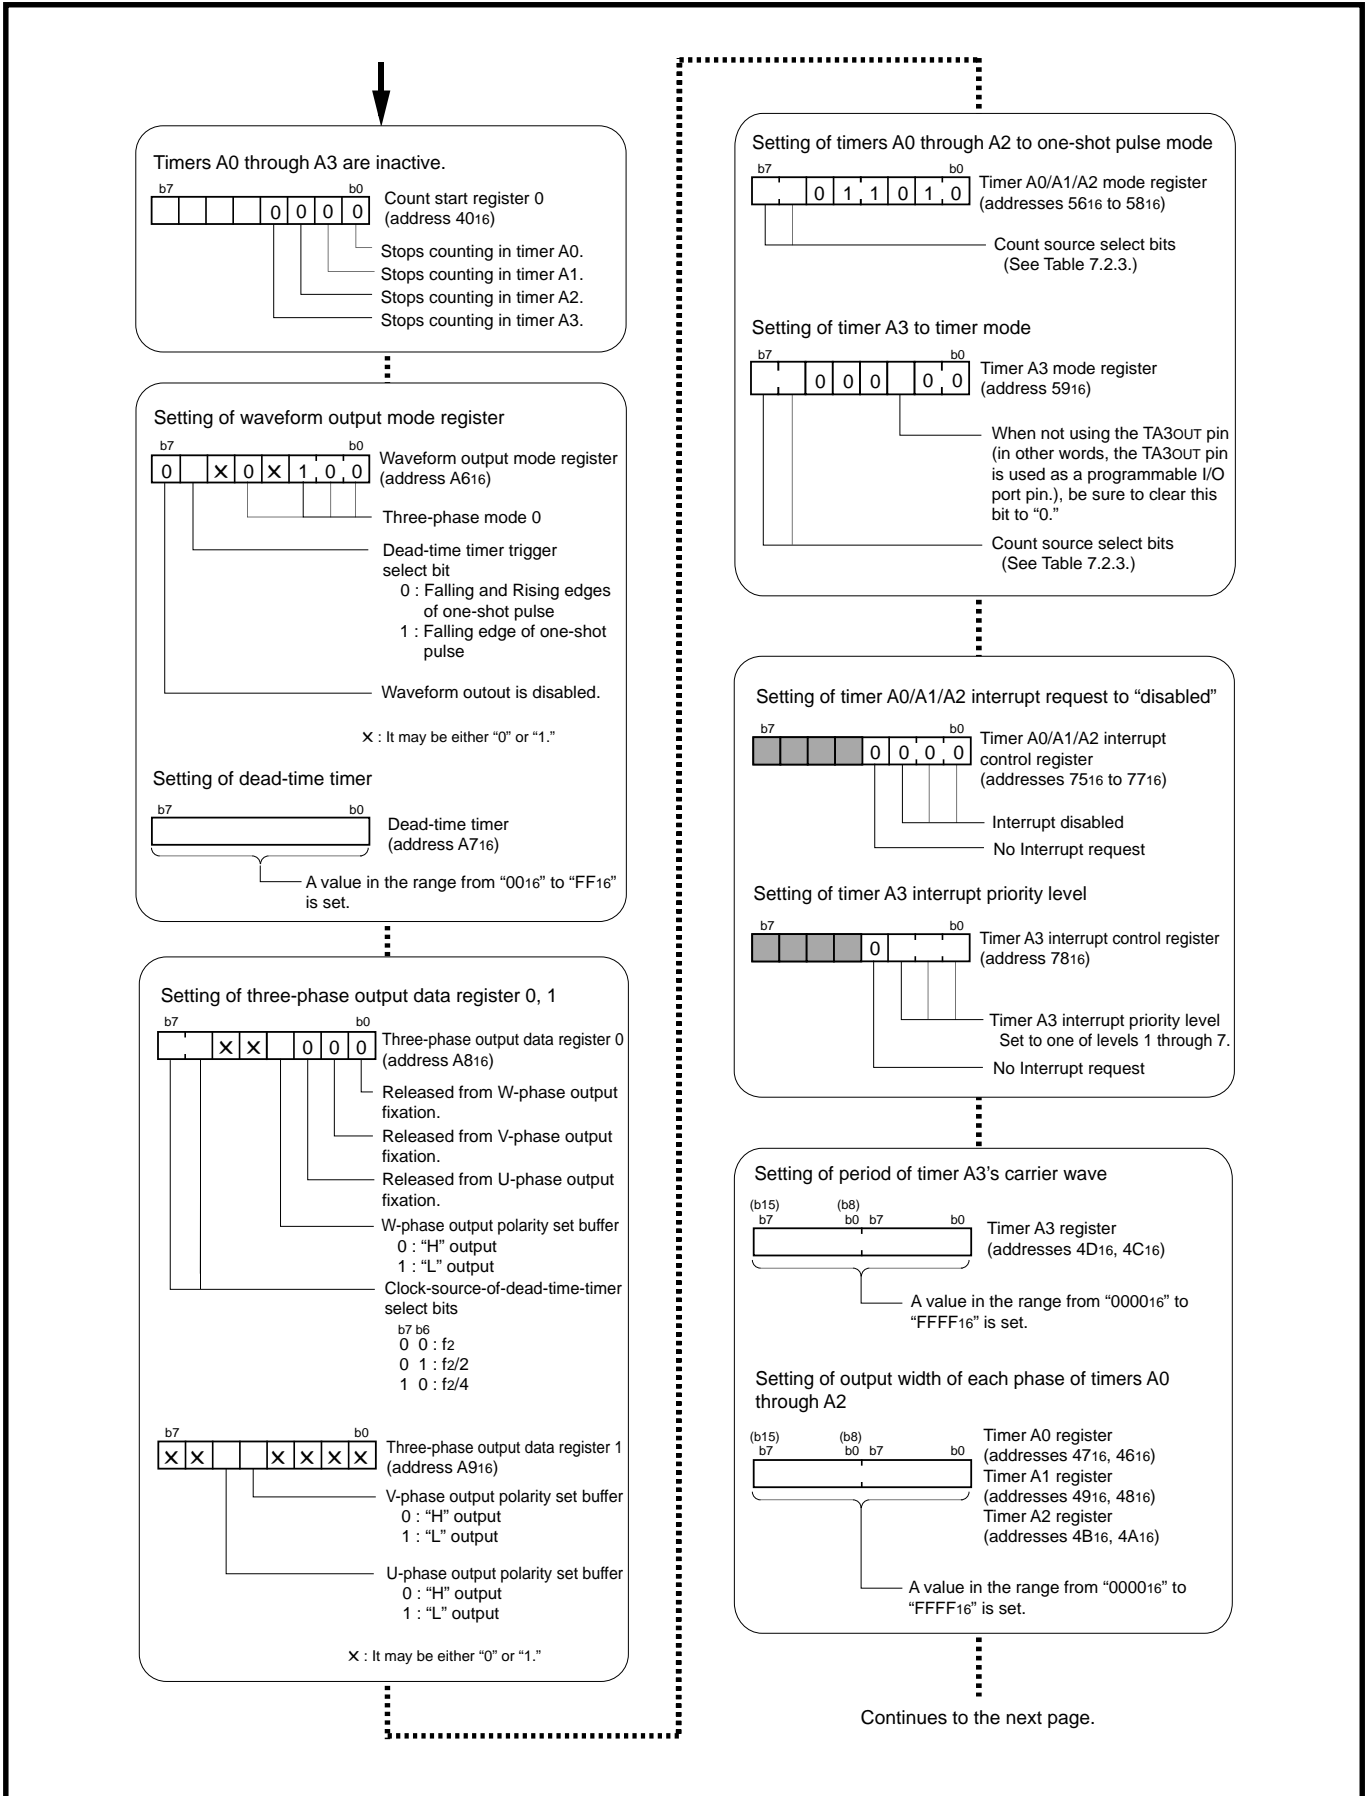 Timers A0 through A3 are inactive.
b7 b0
0 0 0 0
Count start register 0
(address 4016)
Stops counting in timer A0.
Stops counting in timer A1.
Stops counting in timer A2.
Stops counting in timer A3.
Setting of waveform output mode register
b7 b0
0 X 0 X 1 0 0
Waveform output mode register
(address A616)
Three-phase mode 0
Dead-time timer trigger
select bit
0 : Falling and Rising edges
of one-shot pulse
1 : Falling edge of one-shot
pulse
Waveform outout is disabled.
X : It may be either “0” or “1.”
Setting of dead-time timer
b7 b0
Dead-time timer
(address A716)
A value in the range from “0016” to “FF16”
is set.
Setting of three-phase output data register 0, 1
b7 b0
X X 0 0 0
Three-phase output data register 0
(address A816)
Released from W-phase output
fixation.
Released from V-phase output
fixation.
Released from U-phase output
fixation.
W-phase output polarity set buffer
0 : “H” output
1 : “L” output
Clock-source-of-dead-time-timer
select bits
b7 b6
0 0 : f2
0 1 : f2/2
1 0 : f2/4
b7 b0
X X X X X X
Three-phase output data register 1
(address A916)
V-phase output polarity set buffer
0 : “H” output
1 : “L” output
U-phase output polarity set buffer
0 : “H” output
1 : “L” output
X : It may be either “0” or “1.”
Setting of timers A0 through A2 to one-shot pulse mode
b7 b0
0 1 1 0 1 0
Timer A0/A1/A2 mode register
(addresses 5616 to 5816)
Count source select bits
(See Table 7.2.3.)
Setting of timer A3 to timer mode
b7 b0
0 0 0 0 0
Timer A3 mode register
(address 5916)
When not using the TA3OUT pin
(in other words, the TA3OUT pin
is used as a programmable I/O
port pin.), be sure to clear this
bit to “0.”
Count source select bits
(See Table 7.2.3.)
Setting of timer A0/A1/A2 interrupt request to “disabled”
b7 b0
0 0 0 0
Timer A0/A1/A2 interrupt
control register
(addresses 7516 to 7716)
Interrupt disabled
No Interrupt request
Setting of timer A3 interrupt priority level
b7 b0
0
Timer A3 interrupt control register
(address 7816)
Timer A3 interrupt priority level
Set to one of levels 1 through 7.
No Interrupt request
Setting of period of timer A3’s carrier wave
(b15) (b8)
b7 b0 b7 b0
Timer A3 register
(addresses 4D16, 4C16)
A value in the range from “000016” to
“FFFF16” is set.
Setting of output width of each phase of timers A0
through A2
(b15) (b8)
b7 b0 b7 b0
Timer A0 register
(addresses 4716, 4616)
Timer A1 register
(addresses 4916, 4816)
Timer A2 register
(addresses 4B16, 4A16)
A value in the range from “000016” to
“FFFF16” is set.
Continues to the next page.